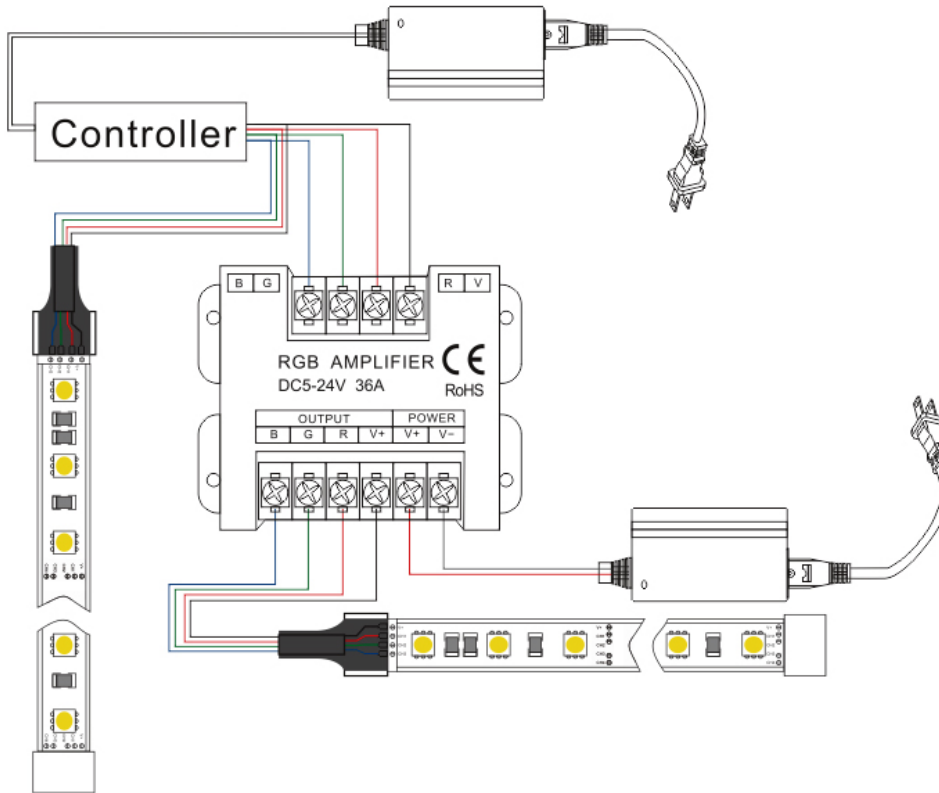 Controller
B G
R V
RGB AMPLIFIER CE
DC5-24V 36A
RoHS
OUTPUT POWER
B G R V+ V+ V−